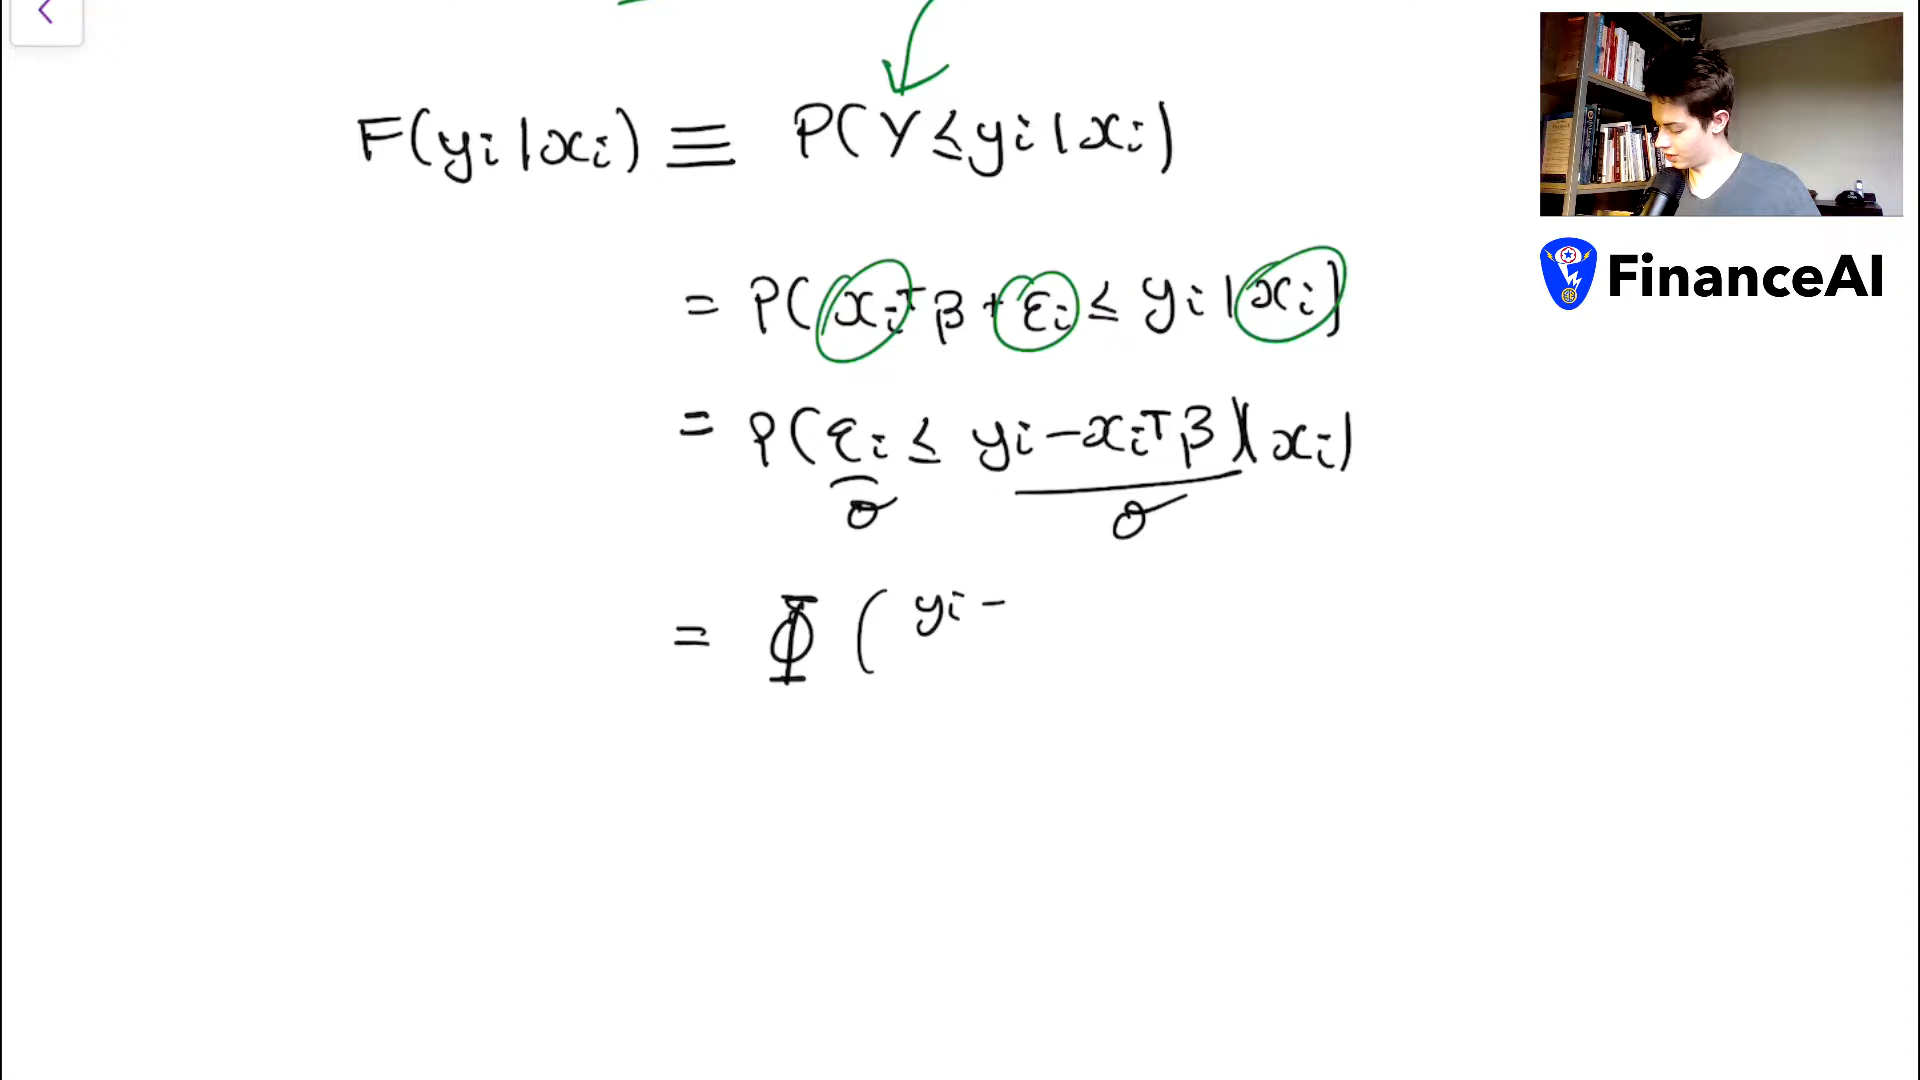 F(yi|xi) ≡ P(Y≤yi|xi)
= P(xiᵀβ + εi ≤ yi|xi)
= P(εi/σ ≤ (yi-xiᵀβ)/σ | xi)
= Φ ( yi -
FinanceAI